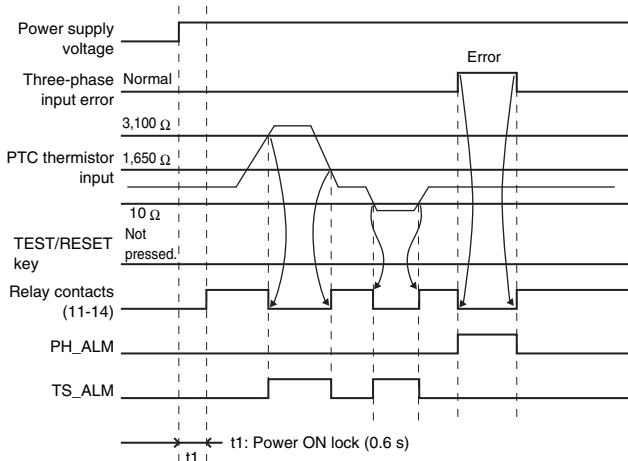 Power supply
voltage
Error
Three-phase
input error
Normal
3,100 Ω
PTC thermistor
input
1,650 Ω
10 Ω
TEST/RESET
key
Not
pressed.
Relay contacts
(11-14)
PH_ALM
TS_ALM
t1: Power ON lock (0.6 s)
t1